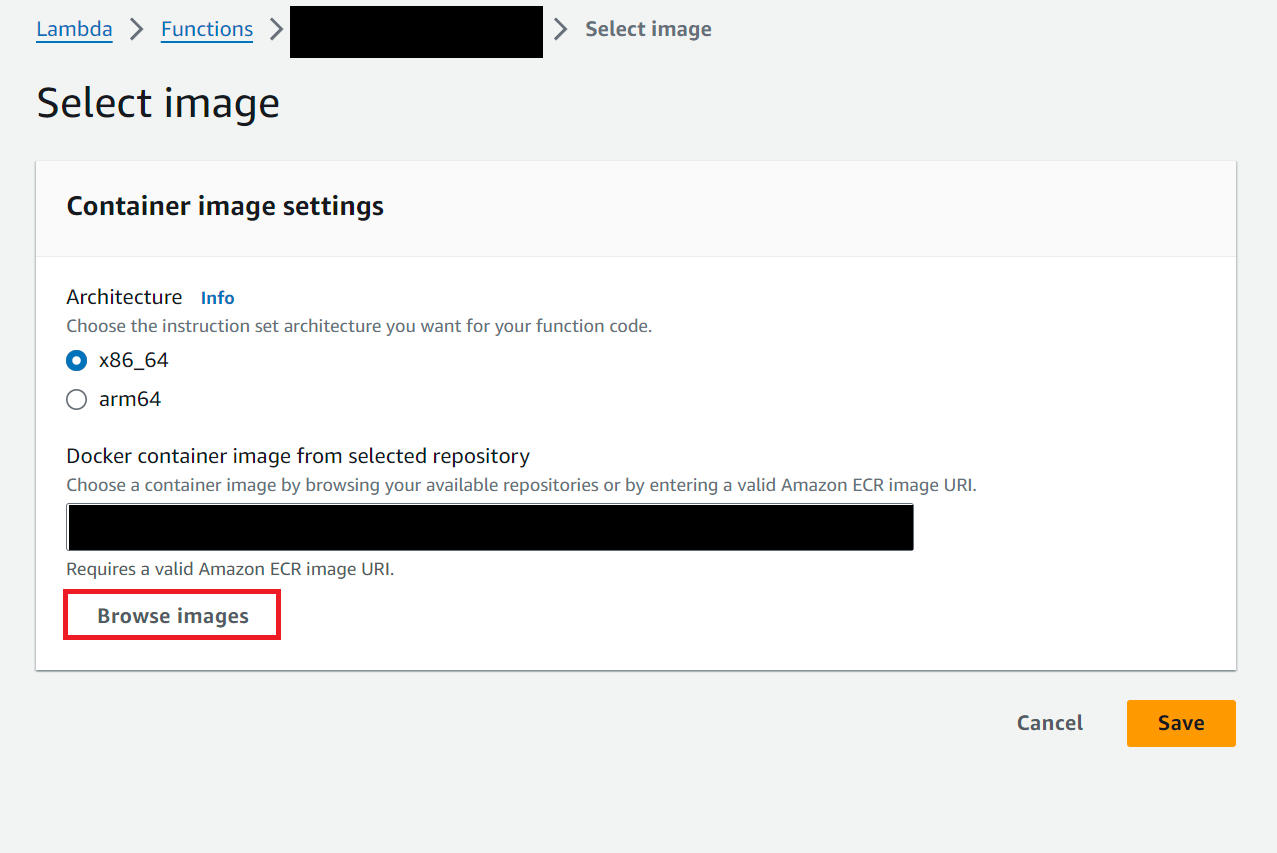 Lambda > Functions > > Select image
Select image
Container image settings
Architecture Info
Choose the instruction set architecture you want for your function code.
x86_64
arm64
Docker container image from selected repository
Choose a container image by browsing your available repositories or by entering a valid Amazon ECR image URI.
Requires a valid Amazon ECR image URI.
Browse images
Cancel Save